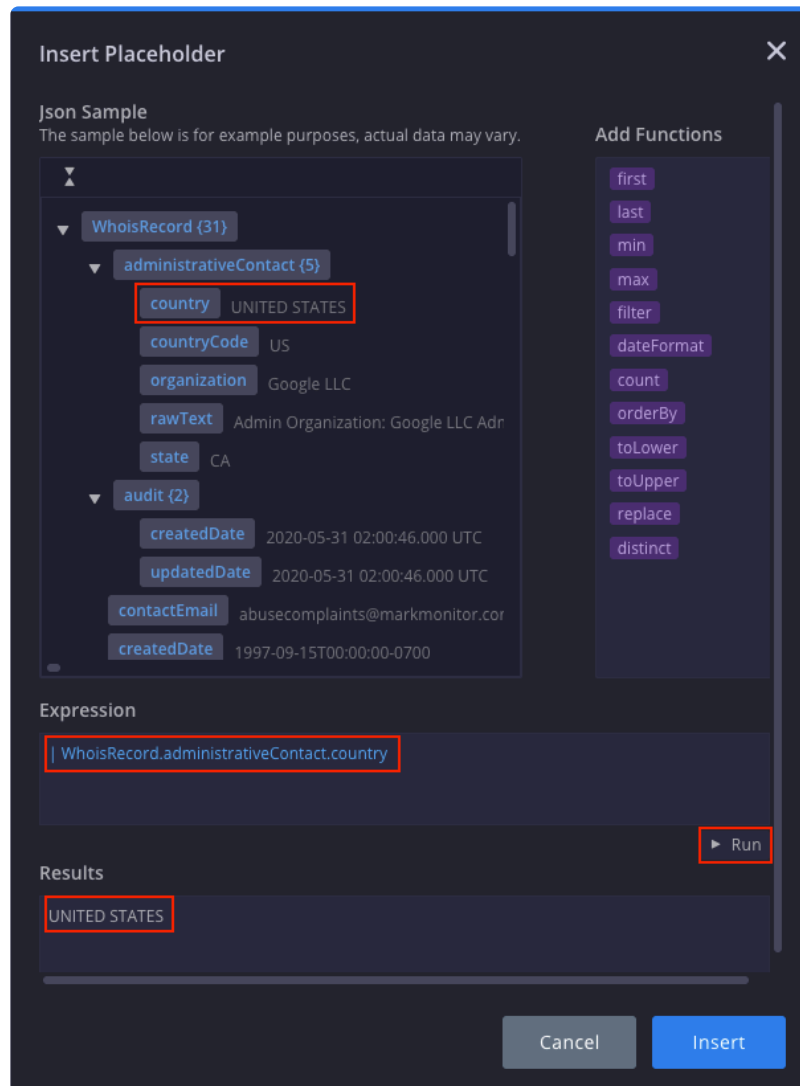 Insert Placeholder
Json Sample
The sample below is for example purposes, actual data may vary.
WhoisRecord {31}
administrativeContact {5}
country UNITED STATES
countryCode US
organization Google LLC
rawText Admin Organization: Google LLC Adr
state CA
audit {2}
createdDate 2020-05-31 02:00:46.000 UTC
updatedDate 2020-05-31 02:00:46.000 UTC
contactEmail abusecomplaints@markmonitor.cor
createdDate 1997-09-15T00:00:00-0700
Add Functions
first
last
min
max
filter
dateFormat
count
orderBy
toLower
toUpper
replace
distinct
Expression
| WhoisRecord.administrativeContact.country
Run
Results
UNITED STATES
Cancel
Insert